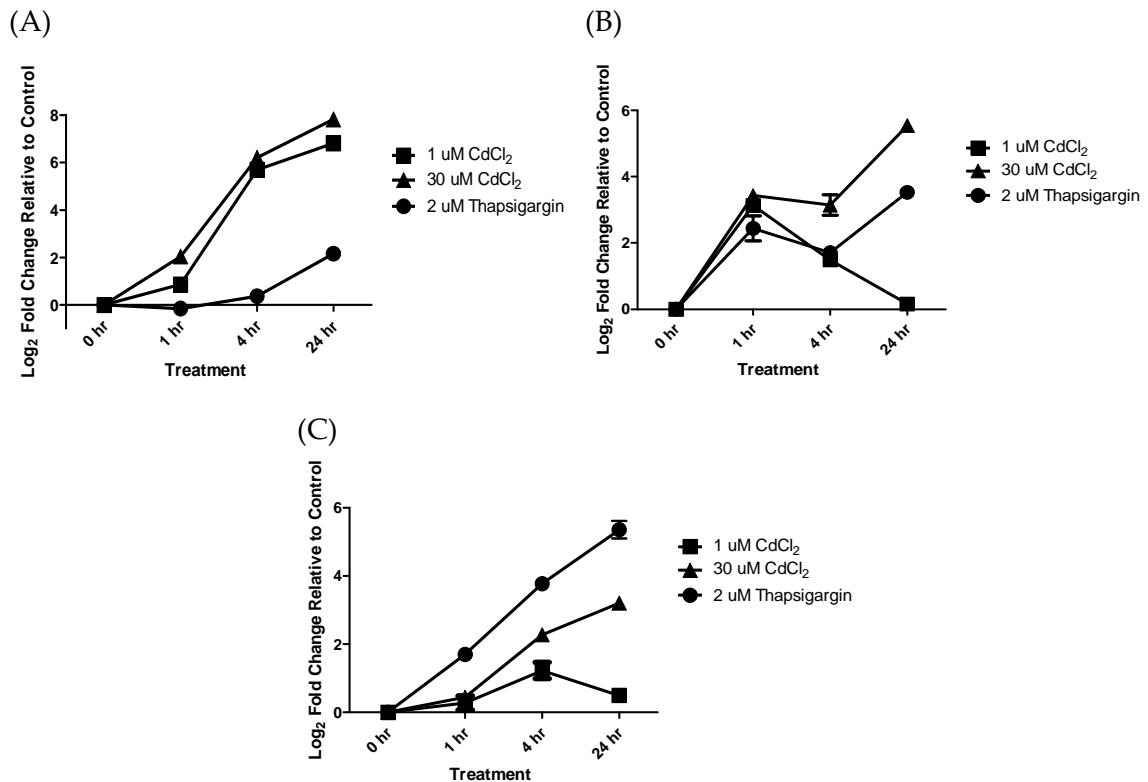 (A)
Log₂ Fold Change Relative to Control
8
6
4
2
0
0 hr
1 hr
4 hr
24 hr
Treatment
1 uM CdCl₂
30 uM CdCl₂
2 uM Thapsigargin
(B)
Log₂ Fold Change Relative to Control
6
4
2
0
0 hr
1 hr
4 hr
24 hr
Treatment
1 uM CdCl₂
30 uM CdCl₂
2 uM Thapsigargin
(C)
Log₂ Fold Change Relative to Control
6
4
2
0
0 hr
1 hr
4 hr
24 hr
Treatment
1 uM CdCl₂
30 uM CdCl₂
2 uM Thapsigargin